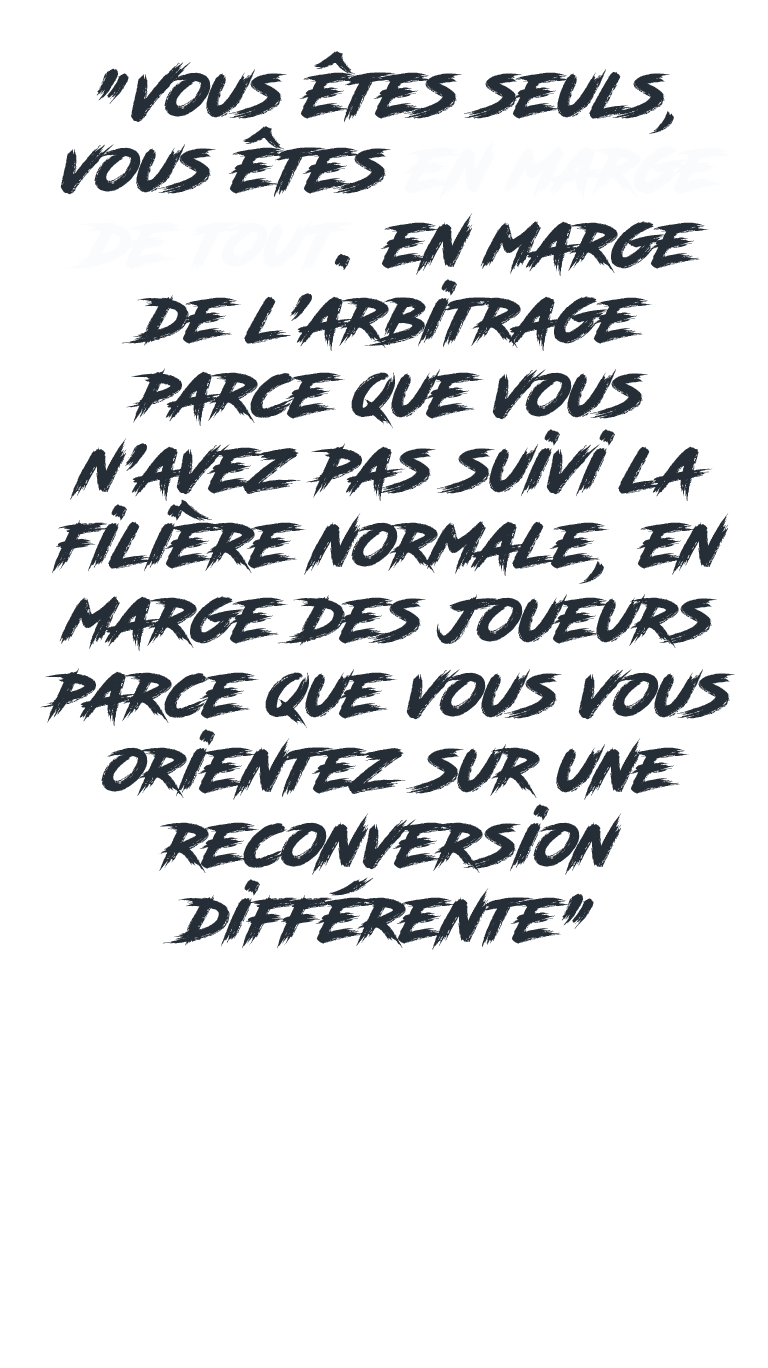 "VOUS ÊTES SEULS,
VOUS ÊTES EN MARGE
DE TOUT. EN MARGE
DE L'ARBITRAGE
PARCE QUE VOUS
N'AVEZ PAS SUIVI LA
FILIÈRE NORMALE, EN
MARGE DES JOUEURS
PARCE QUE VOUS VOUS
ORIENTEZ SUR UNE
RECONVERSION
DIFFÉRENTE"